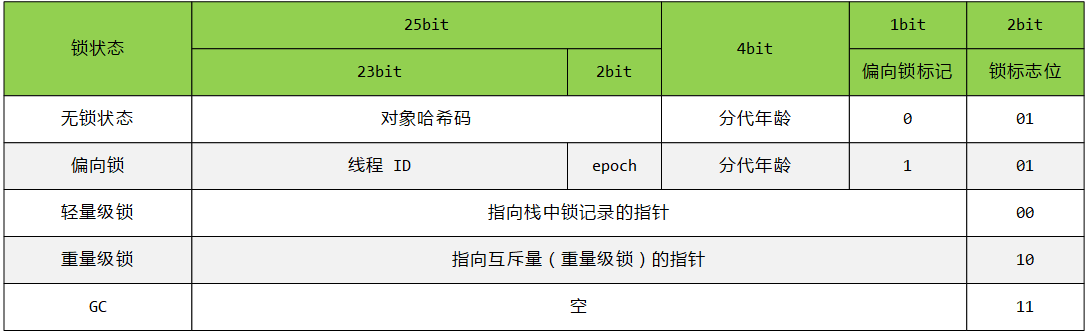 锁状态 25bit 4bit 1bit 2bit
23bit 2bit 偏向锁标记 锁标志位
无锁状态 对象哈希码 分代年龄 0 01
偏向锁 线程 ID epoch 分代年龄 1 01
轻量级锁 指向栈中锁记录的指针 00
重量级锁 指向互斥量（重量级锁）的指针 10
GC 空 11